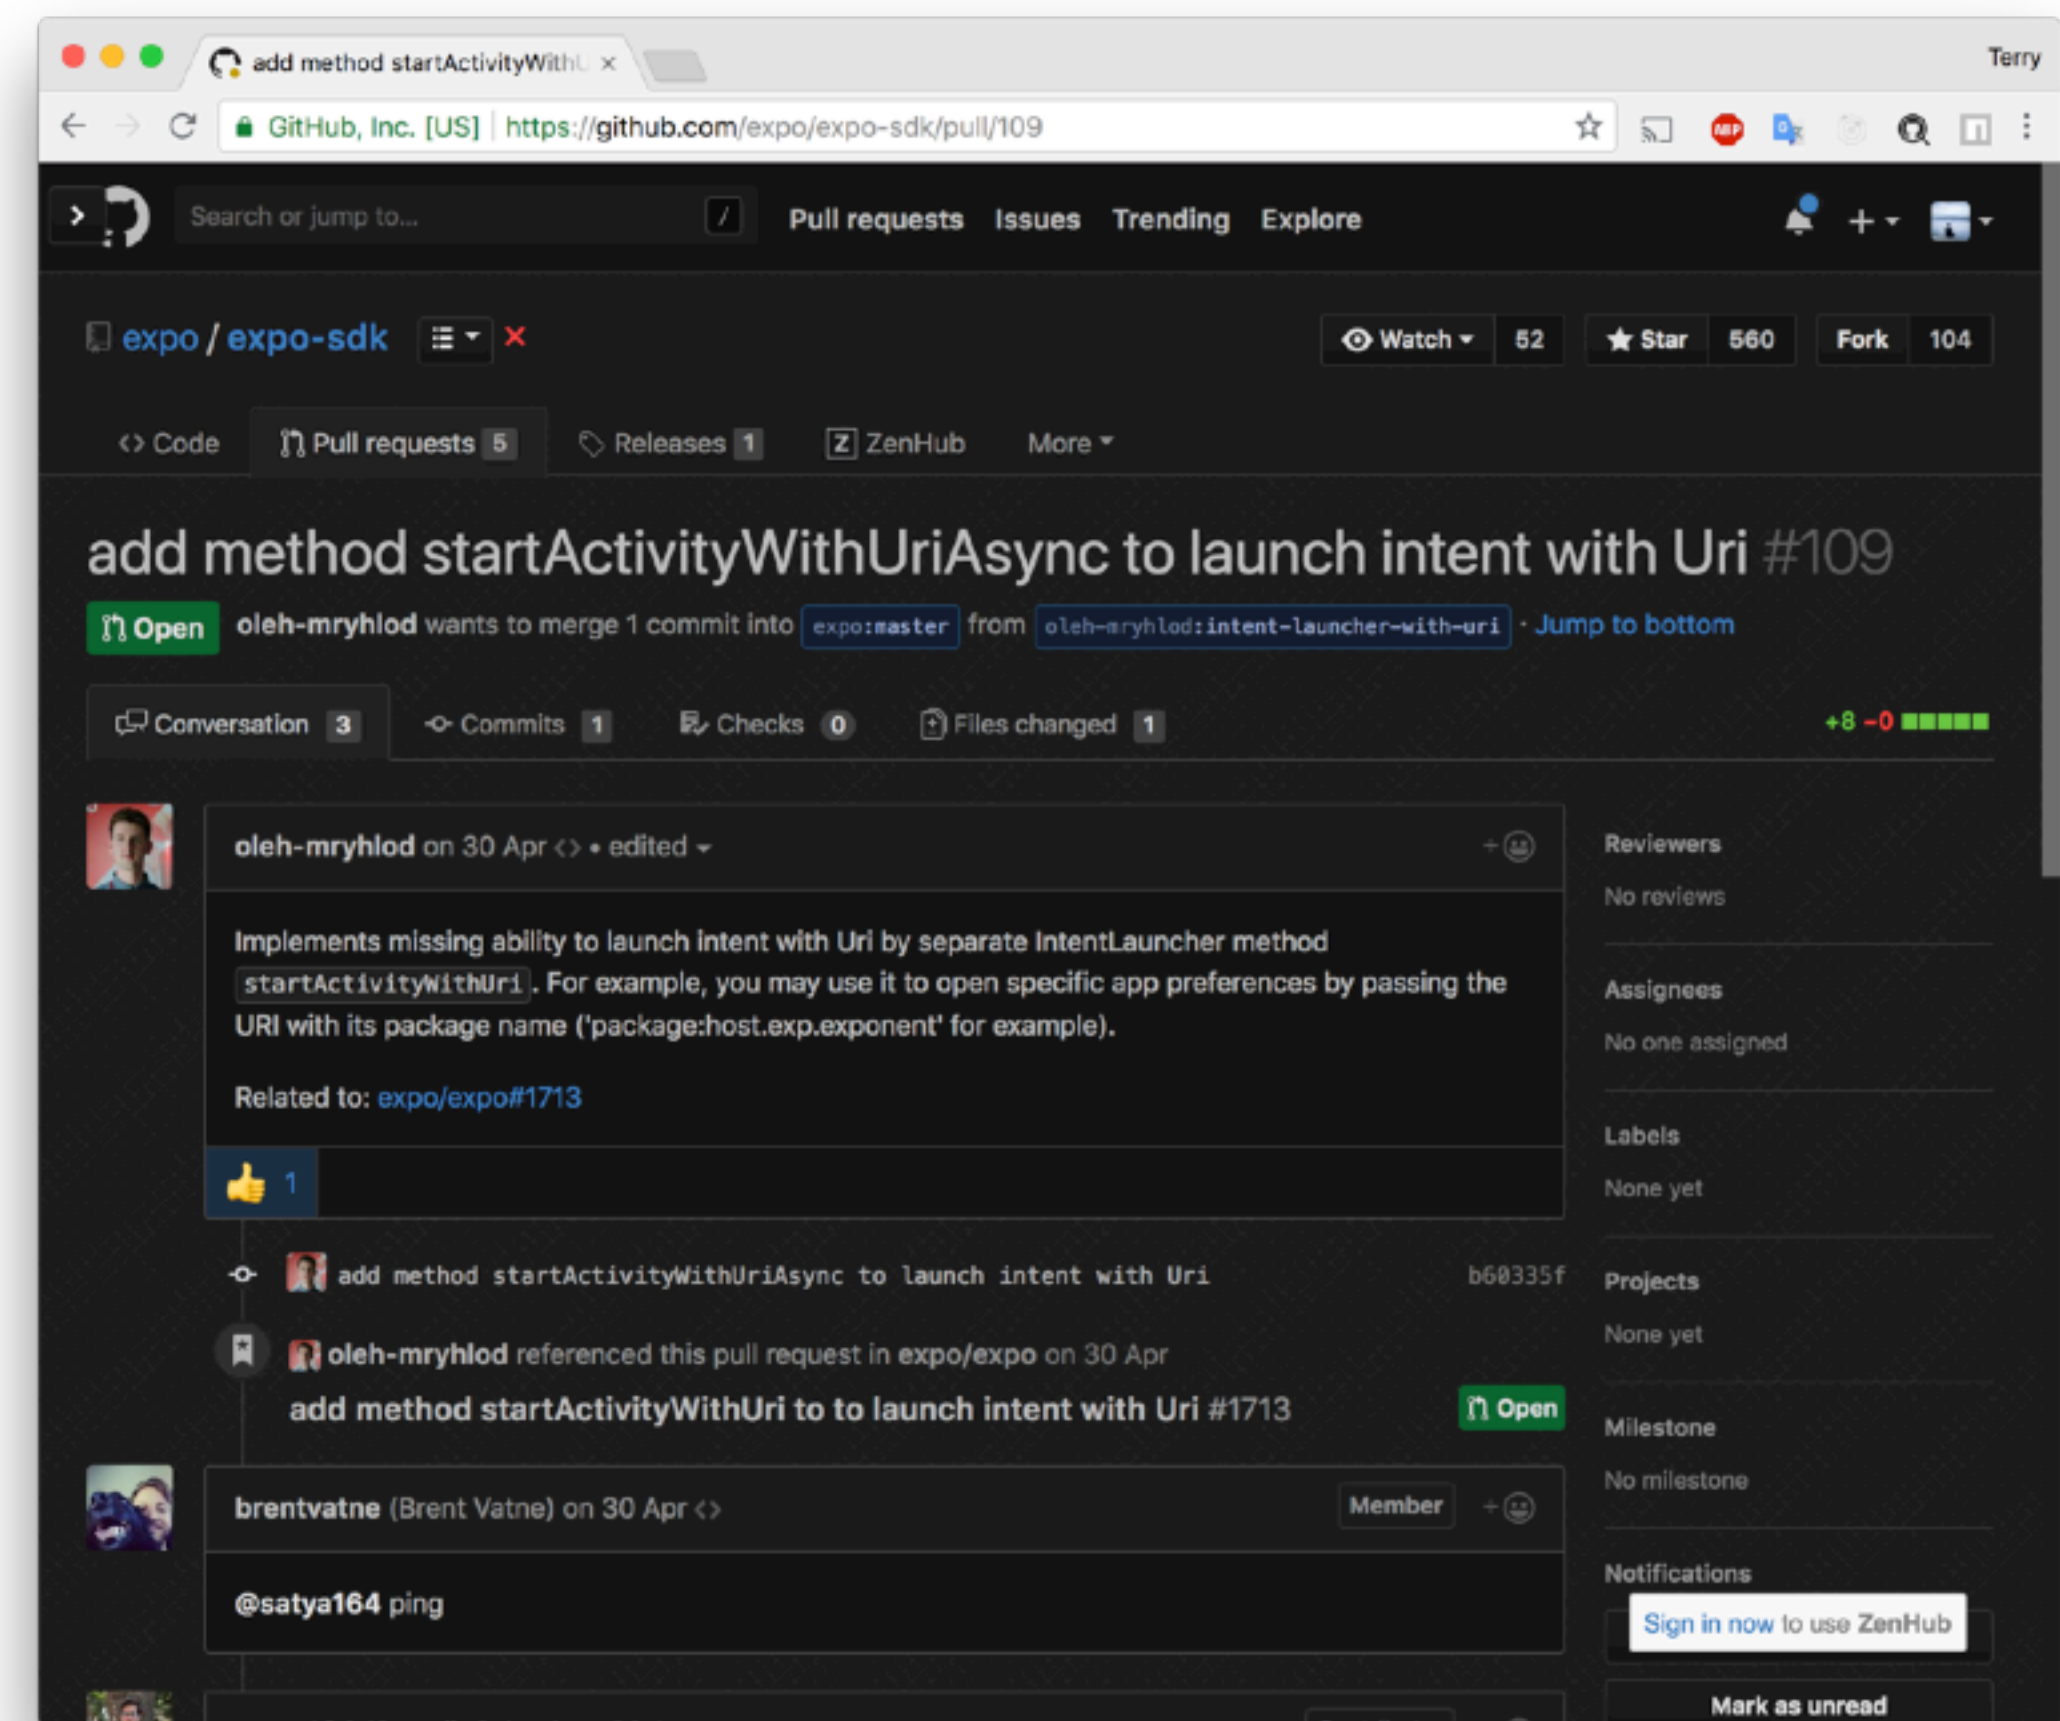 add method startActivityWithU
Terry
GitHub, Inc. [US] https://github.com/expo/expo-sdk/pull/109
ABP
Search or jump to... /
Pull requests Issues Trending Explore
expo / expo-sdk
Watch 52 Star 560 Fork 104
Code Pull requests 5 Releases 1 Z ZenHub More
add method startActivityWithUriAsync to launch intent with Uri #109
Open oleh-mryhlod wants to merge 1 commit into expo:master from oleh-mryhlod:intent-launcher-with-uri · Jump to bottom
Conversation 3 Commits 1 Checks 0 Files changed 1 +8 −0
oleh-mryhlod on 30 Apr <> • edited
Implements missing ability to launch intent with Uri by separate IntentLauncher method
startActivityWithUri. For example, you may use it to open specific app preferences by passing the
URI with its package name ('package:host.exp.exponent' for example).
Related to: expo/expo#1713
1
add method startActivityWithUriAsync to launch intent with Uri b60335f
oleh-mryhlod referenced this pull request in expo/expo on 30 Apr
add method startActivityWithUri to to launch intent with Uri #1713 Open
brentvatne (Brent Vatne) on 30 Apr <> Member
@satya164 ping
Reviewers
No reviews
Assignees
No one assigned
Labels
None yet
Projects
None yet
Milestone
No milestone
Notifications
Sign in now to use ZenHub
Mark as unread